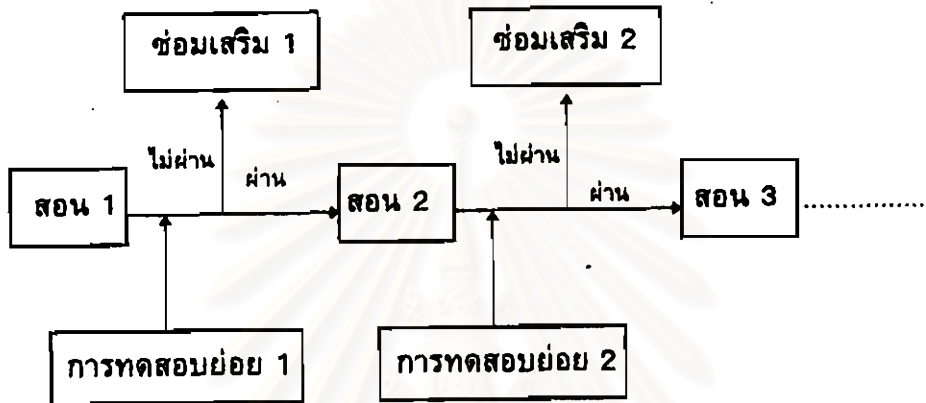 ซ่อมเสริม 1
ซ่อมเสริม 2
ไม่ผ่าน
ผ่าน
ไม่ผ่าน
ผ่าน
สอน 1
สอน 2
สอน 3
การทดสอบย่อย 1
การทดสอบย่อย 2